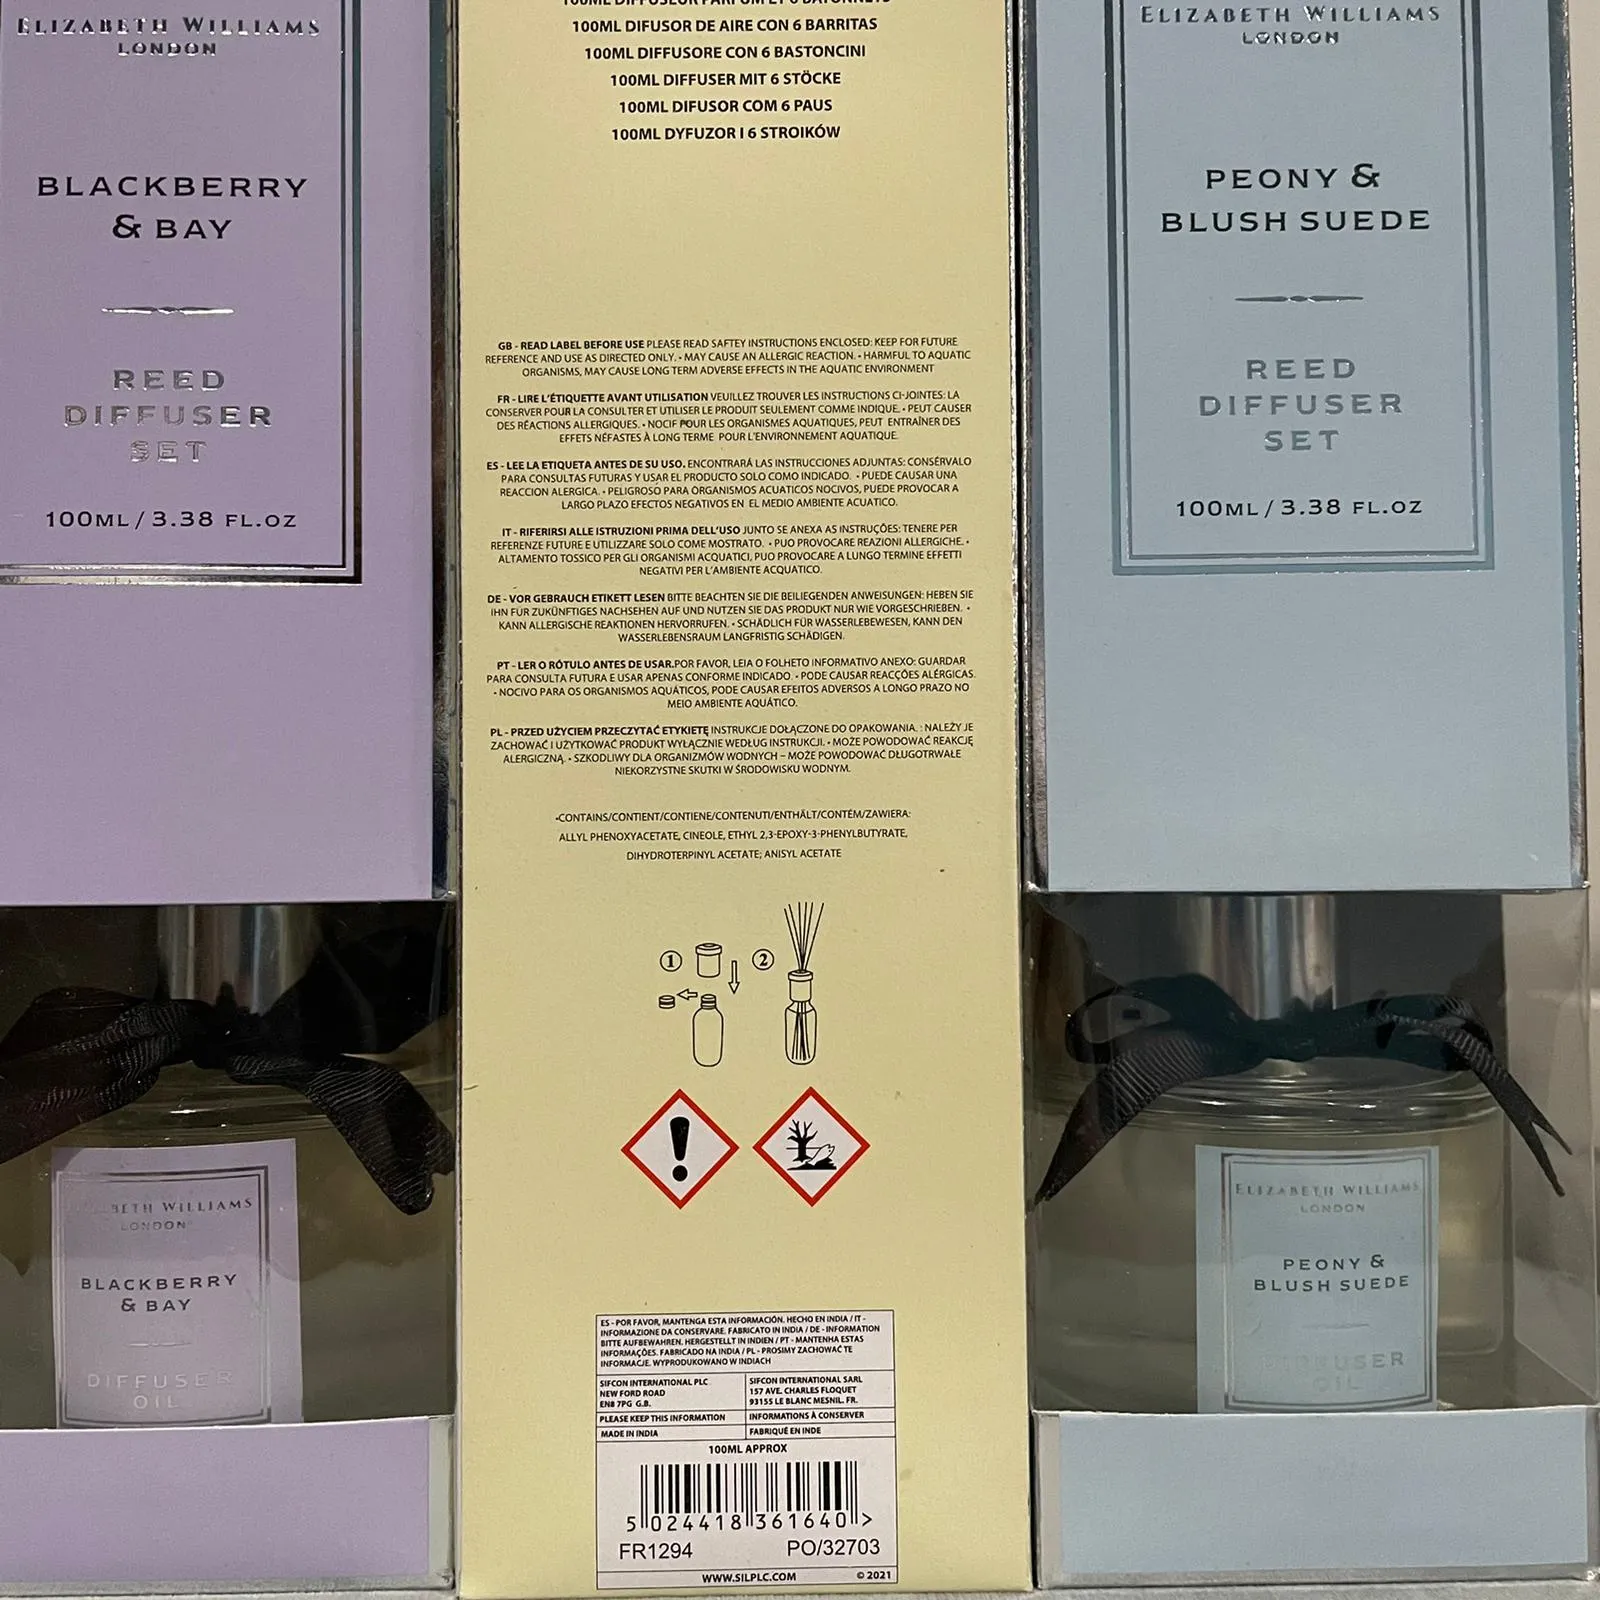 ELIZABETH WILLIAMS
LONDON
BLACKBERRY
& BAY
REED
DIFFUSER
SET
100ML / 3.38 FL.OZ
ETH WILLIAMS
LONDON
BLACKBERRY
& BAY
DIFFUSER
OIL
100ML DIFFUSEUR PARFUM ET 6 BATONNETS
100ML DIFUSOR DE AIRE CON 6 BARRITAS
100ML DIFFUSORE CON 6 BASTONCINI
100ML DIFFUSER MIT 6 STÖCKE
100ML DIFUSOR COM 6 PAUS
100ML DYFUZOR I 6 STROIKÓW
GB - READ LABEL BEFORE USE PLEASE READ SAFTEY INSTRUCTIONS ENCLOSED: KEEP FOR FUTURE
REFERENCE AND USE AS DIRECTED ONLY. • MAY CAUSE AN ALLERGIC REACTION. • HARMFUL TO AQUATIC
ORGANISMS, MAY CAUSE LONG TERM ADVERSE EFFECTS IN THE AQUATIC ENVIRONMENT
FR - LIRE L'ÉTIQUETTE AVANT UTILISATION VEUILLEZ TROUVER LES INSTRUCTIONS CI-JOINTES: LA
CONSERVER POUR LA CONSULTER ET UTILISER LE PRODUIT SEULEMENT COMME INDIQUE. • PEUT CAUSER
DES RÉACTIONS ALLERGIQUES. • NOCIF POUR LES ORGANISMES AQUATIQUES, PEUT ENTRAÎNER DES
EFFETS NÉFASTES À LONG TERME POUR L'ENVIRONNEMENT AQUATIQUE.
ES - LEE LA ETIQUETA ANTES DE SU USO. ENCONTRARÁ LAS INSTRUCCIONES ADJUNTAS: CONSÉRVALO
PARA CONSULTAS FUTURAS Y USAR EL PRODUCTO SOLO COMO INDICADO. • PUEDE CAUSAR UNA
REACCION ALERGICA. • PELIGROSO PARA ORGANISMOS ACUATICOS NOCIVOS, PUEDE PROVOCAR A
LARGO PLAZO EFECTOS NEGATIVOS EN EL MEDIO AMBIENTE ACUATICO.
IT - RIFERIRSI ALLE ISTRUZIONI PRIMA DELL'USO JUNTO SE ANEXA AS INSTRUÇÕES: TENERE PER
REFERENZE FUTURE E UTILIZZARE SOLO COME MOSTRATO. • PUO PROVOCARE REAZIONI ALLERGICHE. •
ALTAMENTO TOSSICO PER GLI ORGANISMI ACQUATICI, PUO PROVOCARE A LUNGO TERMINE EFFETTI
NEGATIVI PER L'AMBIENTE ACQUATICO.
DE - VOR GEBRAUCH ETIKETT LESEN BITTE BEACHTEN SIE DIE BEILIEGENDEN ANWEISUNGEN: HEBEN SIE
IHN FÜR ZUKÜNFTIGES NACHSEHEN AUF UND NUTZEN SIE DAS PRODUKT NUR WIE VORGESCHRIEBEN. •
KANN ALLERGISCHE REAKTIONEN HERVORRUFEN. • SCHÄDLICH FÜR WASSERLEBEWESEN, KANN DEN
WASSERLEBENSRAUM LANGFRISTIG SCHÄDIGEN.
PT - LER O RÓTULO ANTES DE USAR.POR FAVOR, LEIA O FOLHETO INFORMATIVO ANEXO: GUARDAR
PARA CONSULTA FUTURA E USAR APENAS CONFORME INDICADO. • PODE CAUSAR REACÇÕES ALÉRGICAS.
• NOCIVO PARA OS ORGANISMOS AQUÁTICOS, PODE CAUSAR EFEITOS ADVERSOS A LONGO PRAZO NO
MEIO AMBIENTE AQUÁTICO.
PL - PRZED UŻYCIEM PRZECZYTAĆ ETYKIETĘ INSTRUKCJE DOŁĄCZONE DO OPAKOWANIA. : NALEŻY JE
ZACHOWAĆ I UZYTKOWAĆ PRODUKT WYŁĄCZNIE WEDŁUG INSTRUKCJI. • MOŻE POWODOWAĆ REAKCJĘ
ALERGICZNĄ. • SZKODLIWY DLA ORGANIZMÓW WODNYCH – MOŻE POWODOWAĆ DŁUGOTRWAŁE
NIEKORZYSTNE SKUTKI W ŚRODOWISKU WODNYM.
•CONTAINS/CONTIENT/CONTIENE/CONTENUTI/ENTHÄLT/CONTÉM/ZAWIERA:
ALLYL PHENOXYACETATE, CINEOLE, ETHYL 2,3-EPOXY-3-PHENYLBUTYRATE,
DIHYDROTERPINYL ACETATE; ANISYL ACETATE
1 2
ES - POR FAVOR, MANTENGA ESTA INFORMACIÓN. HECHO EN INDIA / IT -
INFORMAZIONE DA CONSERVARE. FABRICATO IN INDIA / DE - INFORMATION
BITTE AUFBEWAHREN. HERGESTELLT IN INDIEN / PT - MANTENHA ESTAS
INFORMAÇÕES. FABRICADO NA INDIA / PL - PROSIMY ZACHOWAĆ TE
INFORMACJE. WYPRODUKOWANO W INDIACH
SIFCON INTERNATIONAL PLC
NEW FORD ROAD
EN8 7PG G.B.
PLEASE KEEP THIS INFORMATION
MADE IN INDIA
SIFCON INTERNATIONAL SARL
157 AVE. CHARLES FLOQUET
93155 LE BLANC MESNIL. FR.
INFORMATIONS À CONSERVER
FABRIQUÉ EN INDE
100ML APPROX
5 024418 361640 >
FR1294 PO/32703
WWW.SILPLC.COM © 2021
ELIZABETH WILLIAMS
LONDON
PEONY &
BLUSH SUEDE
REED
DIFFUSER
SET
100ML / 3.38 FL.OZ
ELIZABETH WILLIAMS
LONDON
PEONY &
BLUSH SUEDE
DIFFUSER
OIL